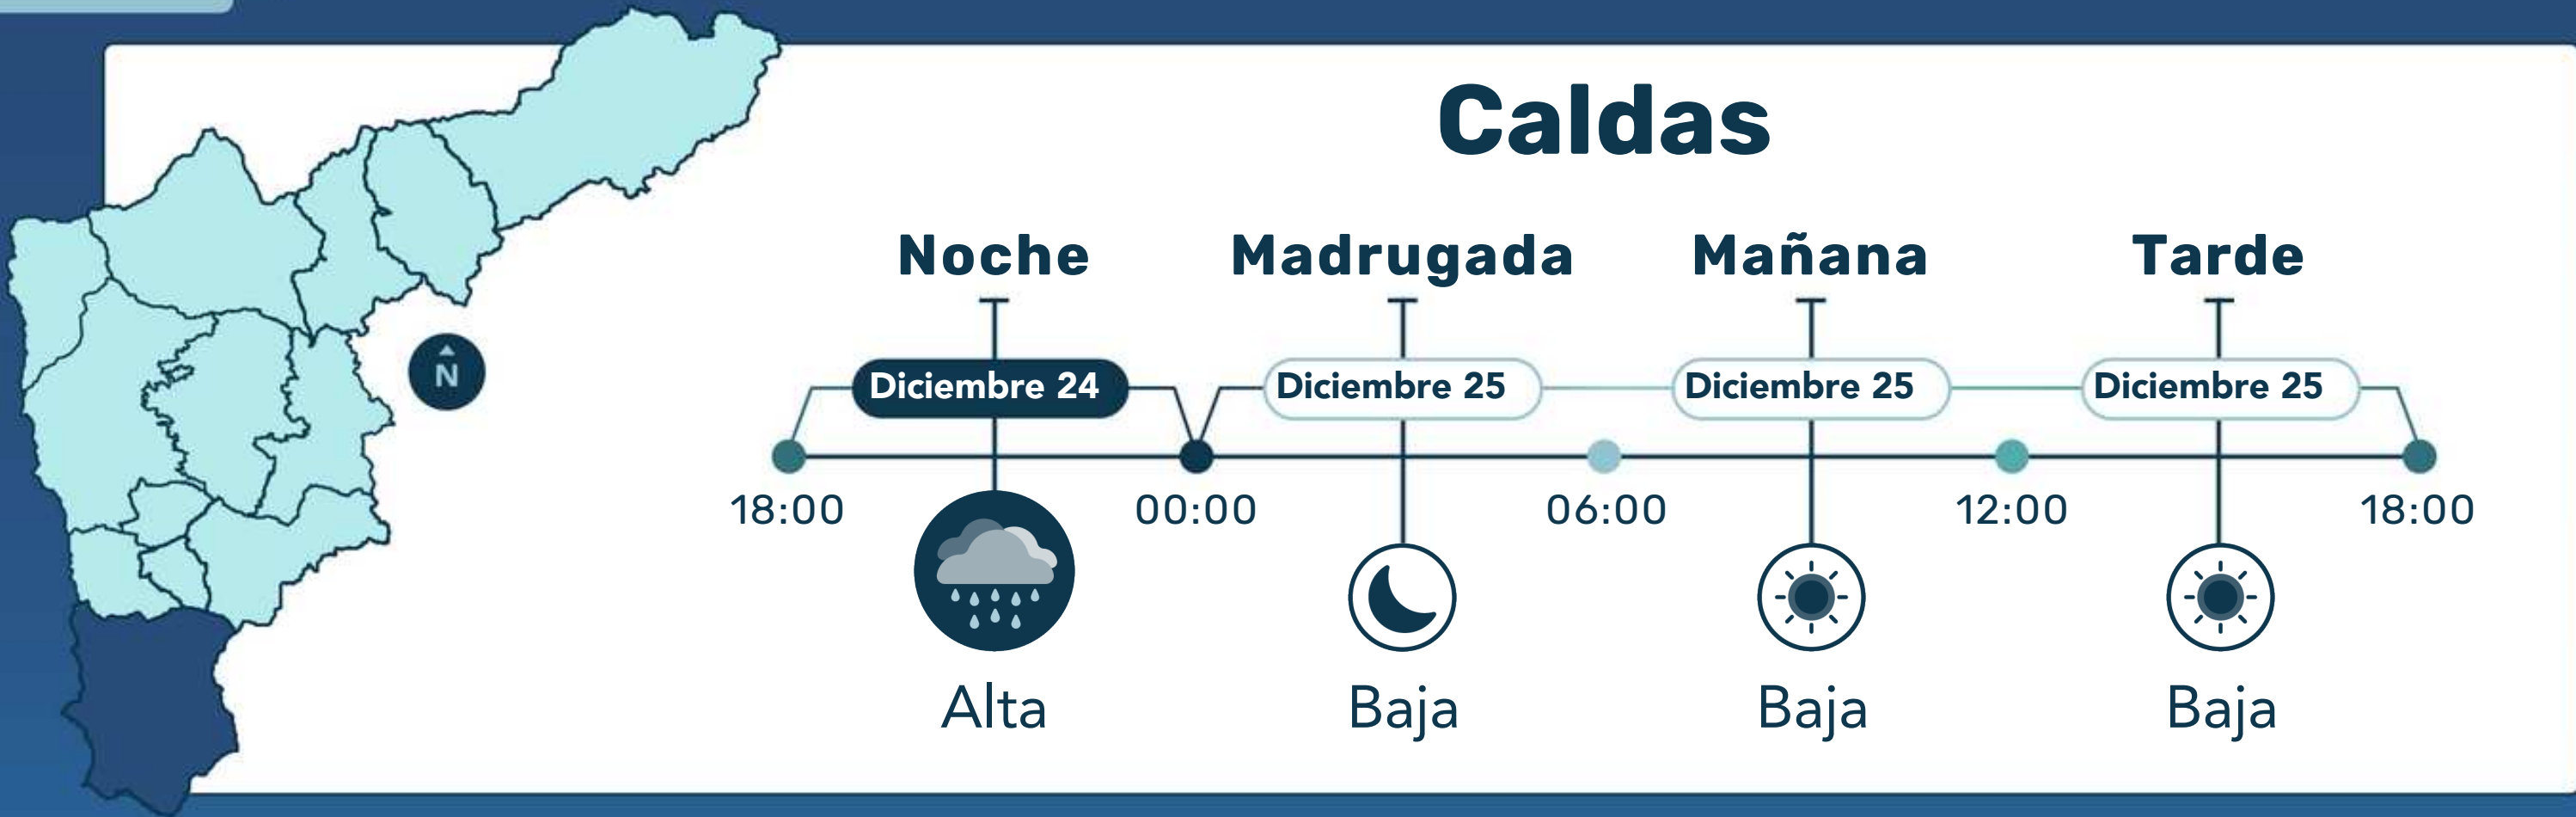 Caldas
Noche Madrugada Mañana Tarde
Diciembre 24 Diciembre 25 Diciembre 25 Diciembre 25
N
18:00 00:00 06:00 12:00 18:00
Alta Baja Baja Baja